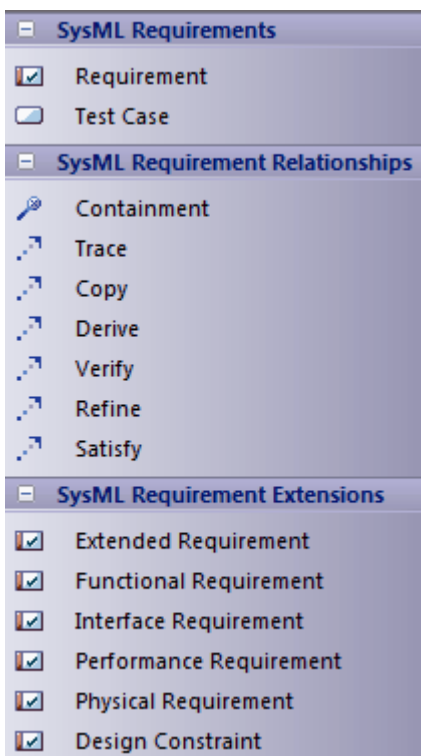 SysML Requirements
Requirement
Test Case
SysML Requirement Relationships
Containment
Trace
Copy
Derive
Verify
Refine
Satisfy
SysML Requirement Extensions
Extended Requirement
Functional Requirement
Interface Requirement
Performance Requirement
Physical Requirement
Design Constraint